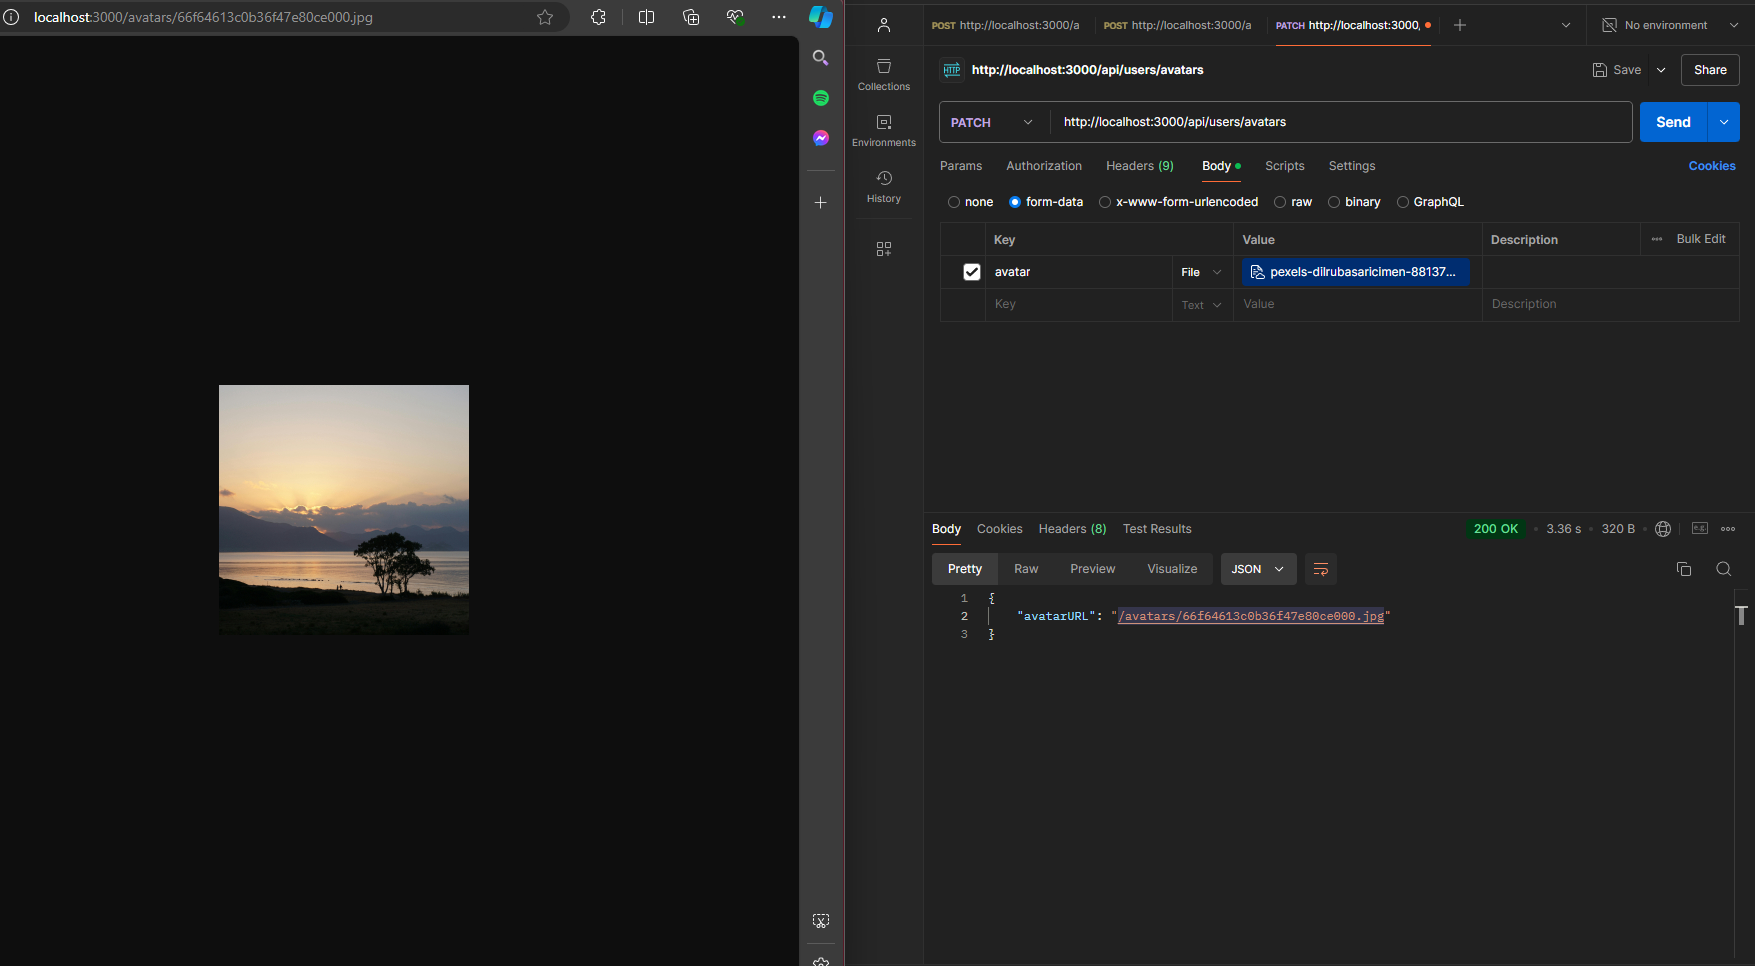 localhost:3000/avatars/66f64613c0b36f47e80ce000.jpg
POST http://localhost:3000/a
POST http://localhost:3000/a
PATCH http://localhost:3000,
No environment
HTTP http://localhost:3000/api/users/avatars
Save
Share
Collections
Environments
History
PATCH
http://localhost:3000/api/users/avatars
Send
Params
Authorization
Headers (9)
Body
Scripts
Settings
Cookies
none
form-data
x-www-form-urlencoded
raw
binary
GraphQL
Key
Value
Description
Bulk Edit
avatar
File
pexels-dilrubasaricimen-88137...
Key
Text
Value
Description
Body
Cookies
Headers (8)
Test Results
200 OK
3.36 s
320 B
e.g.
Pretty
Raw
Preview
Visualize
JSON
1 {
2 "avatarURL": "/avatars/66f64613c0b36f47e80ce000.jpg"
3 }